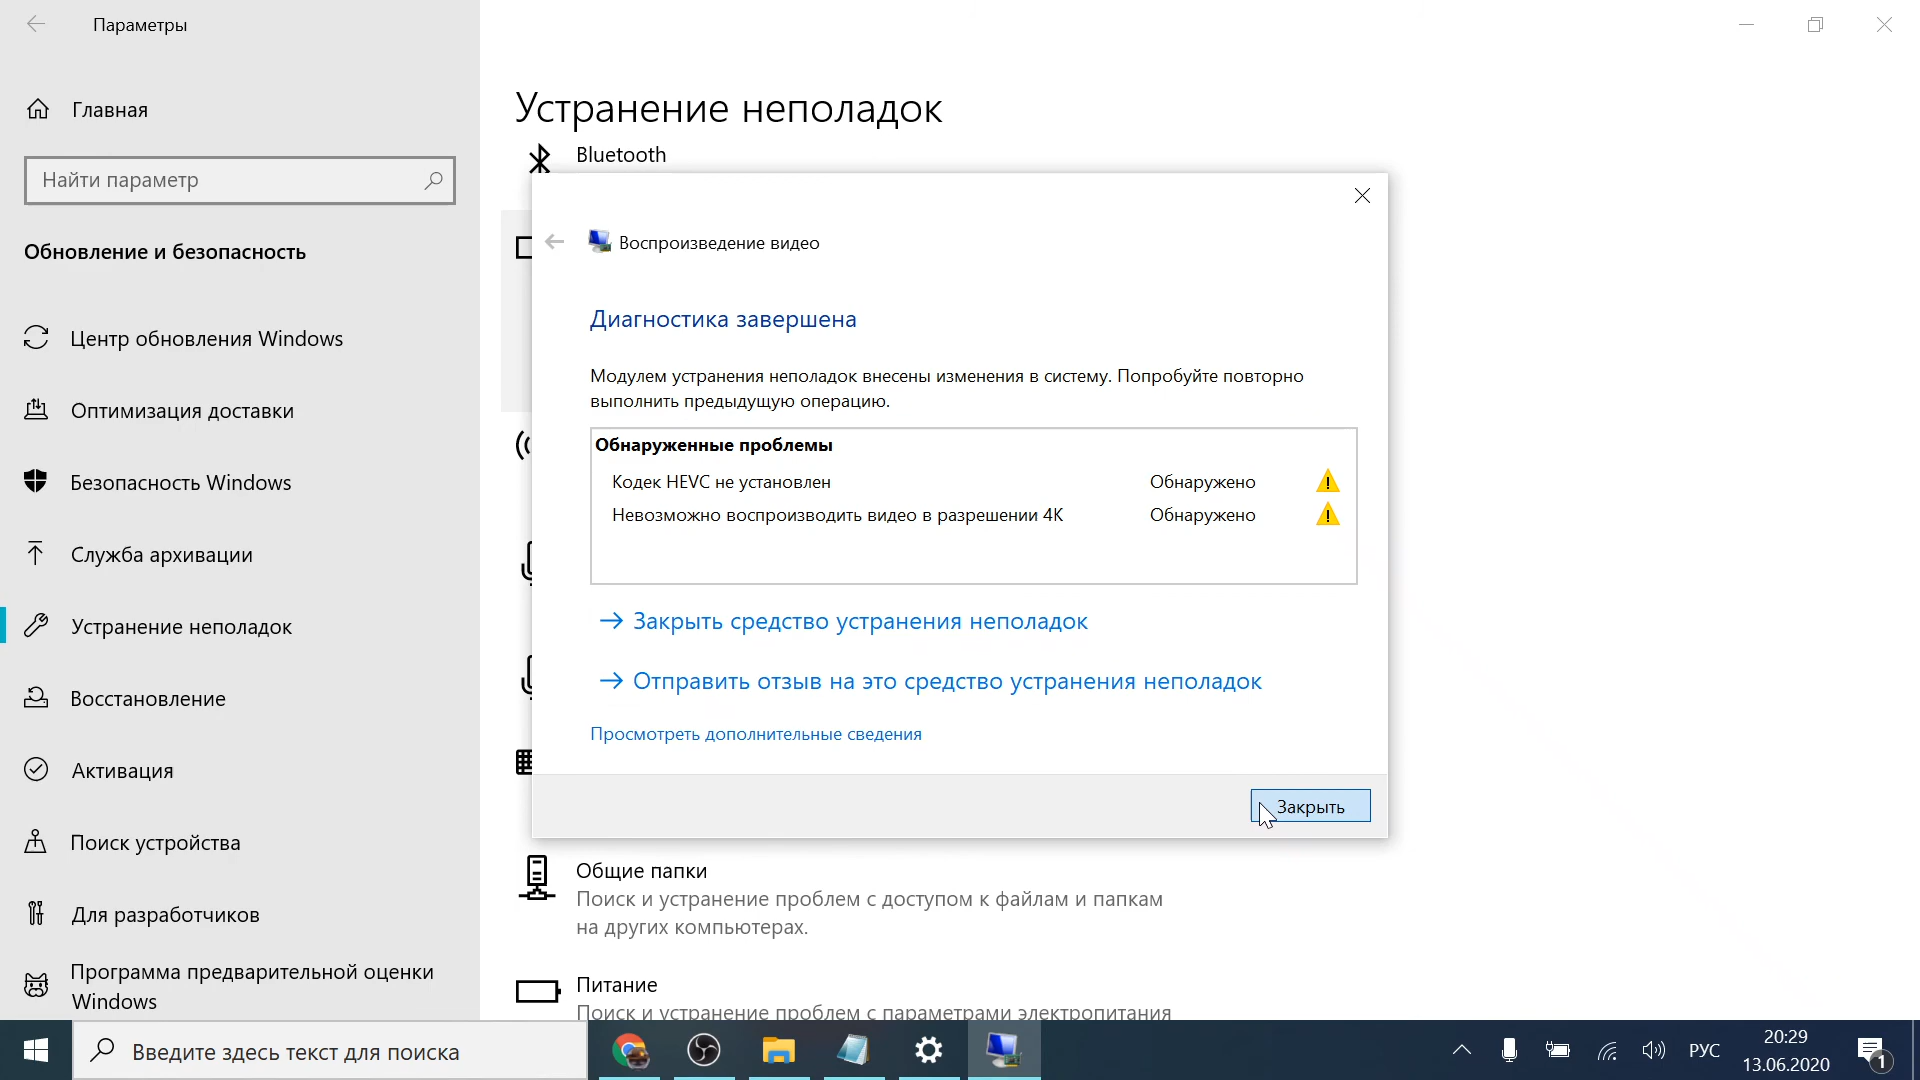 Параметры
Главная
Найти параметр
Обновление и безопасность
Центр обновления Windows
Оптимизация доставки
Безопасность Windows
Служба архивации
Устранение неполадок
Восстановление
Активация
Поиск устройства
Для разработчиков
Программа предварительной оценки
Windows
Устранение неполадок
Bluetooth
Воспроизведение видео
Диагностика завершена
Модулем устранения неполадок внесены изменения в систему. Попробуйте повторно
выполнить предыдущую операцию.
Обнаруженные проблемы
Кодек HEVC не установлен Обнаружено
Невозможно воспроизводить видео в разрешении 4K Обнаружено
Закрыть средство устранения неполадок
Отправить отзыв на это средство устранения неполадок
Просмотреть дополнительные сведения
Закрыть
Общие папки
Поиск и устранение проблем с доступом к файлам и папкам
на других компьютерах.
Питание
Поиск и устранение проблем с параметрами электропитания
Введите здесь текст для поиска
РУС
20:29
13.06.2020
1